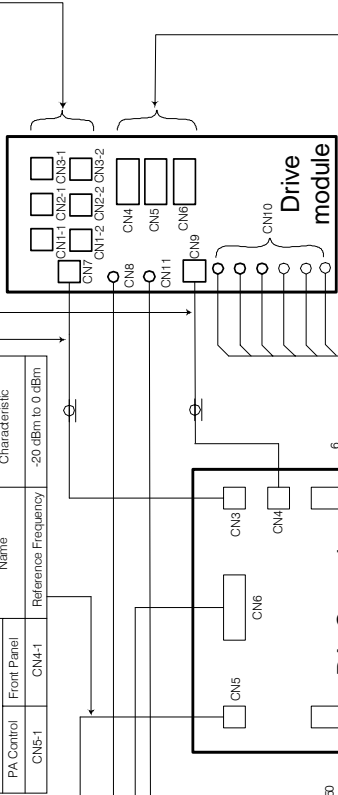 CN3-1
CN3-2
CN2-1
CN2-2
CN1-1
CN1-2
CN4
CN5
CN6
Drive
module
CN7
CN8
CN11
CN9
CN10
Characteristic
-20 dBm to 0 dBm
Name
Reference Frequency
Front Panel
CN4-1
PA Control
CN5-1
CN3
CN4
CN6
CN5